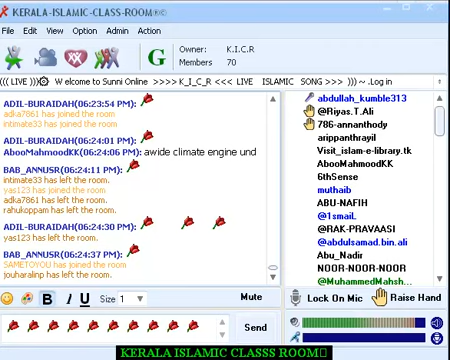 KERALA-ISLAMIC-CLASS-ROOM®©
File Edit View Option Admin Action
G
Owner: K.I.C.R
Members 70
((( LIVE ))) W elcome to Sunni Online >>>> K_I_C_R <<< LIVE ISLAMIC SONG >>> ))) ~ .Log in
ADIL-BURAIDAH(06:23:54 PM):
adka7861 has joined the room
intimate33 has joined the room
ADIL-BURAIDAH(06:24:01 PM):
AbooMahmoodKK(06:24:06 PM): awide climate engine und
BAB_ANNUR(06:24:11 PM):
intimate33 has left the room.
yas123 has joined the room
adka7861 has left the room.
rahukoppam has left the room.
ADIL-BURAIDAH(06:24:30 PM):
yas123 has left the room.
BAB_ANNUR(06:24:37 PM):
SAMETOYOU has joined the room
jouharalinp has left the room.
abdullah_kumble313
@Riyas.T.Ali
786-annanthody
arippanthrayil
Visit_islam-e-library.tk
AbooMahmoodKK
6thSense
muthaib
ABU-NAFIH
@1smaiL
@RAK-PRAVAASI
@abdulsamad.bin.ali
Abu_Nadir
NOOR-NOOR-NOOR
@MuhammedMahsh...
B I U Size 1 Mute
Lock On Mic Raise Hand
Send
KERALA ISLAMIC CLASSS ROOM